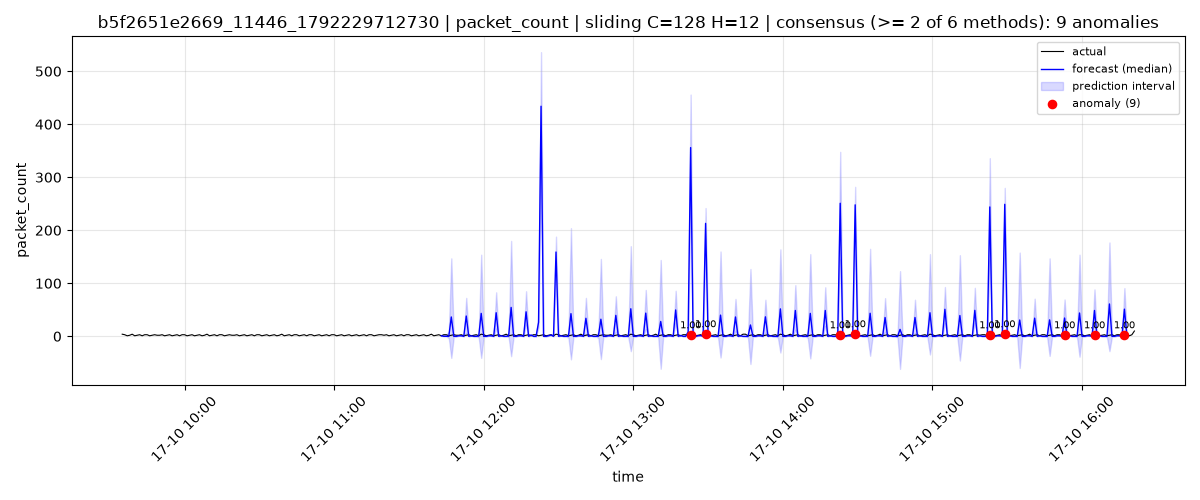 b5f2651e2669_11446_1792229712730 | packet_count | sliding C=128 H=12 | consensus (>= 2 of 6 methods): 9 anomalies
actual
forecast (median)
prediction interval
anomaly (9)
packet_count
500
400
300
200
100
0
1.00 1.00 1.00 1.00 1.00 1.00 1.00 1.00 1.00
17-10 10:00
17-10 11:00
17-10 12:00
17-10 13:00
17-10 14:00
17-10 15:00
17-10 16:00
time